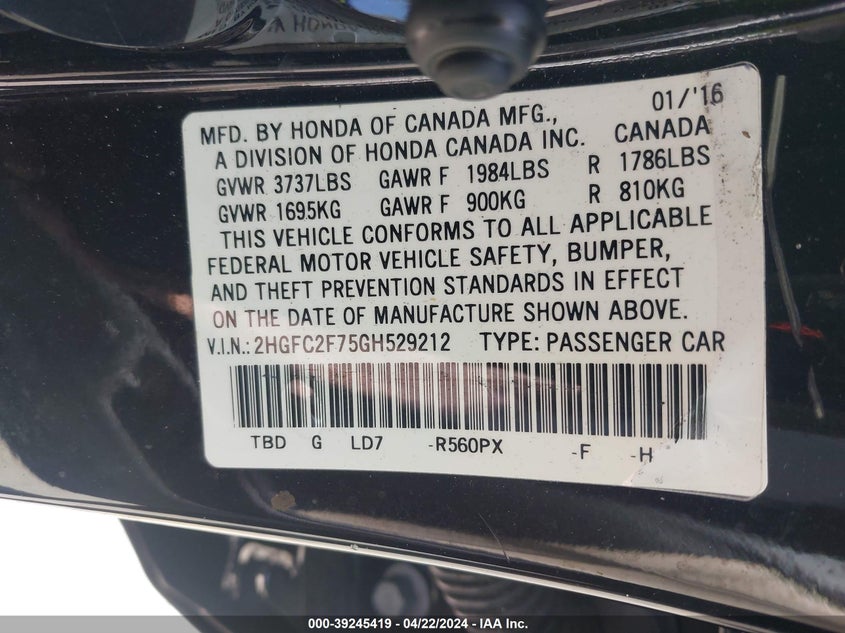 01/'16
MFD. BY HONDA OF CANADA MFG., CANADA
A DIVISION OF HONDA CANADA INC.
GVWR 3737LBS GAWR F 1984LBS R 1786LBS
GVWR 1695KG GAWR F 900KG R 810KG
THIS VEHICLE CONFORMS TO ALL APPLICABLE
FEDERAL MOTOR VEHICLE SAFETY, BUMPER,
AND THEFT PREVENTION STANDARDS IN EFFECT
ON THE DATE OF MANUFACTURE SHOWN ABOVE.
V.I.N.: 2HGFC2F75GH529212 TYPE: PASSENGER CAR
TBD G LD7 -R560PX -F -H
000-39245419 - 04/22/2024 - IAA Inc.